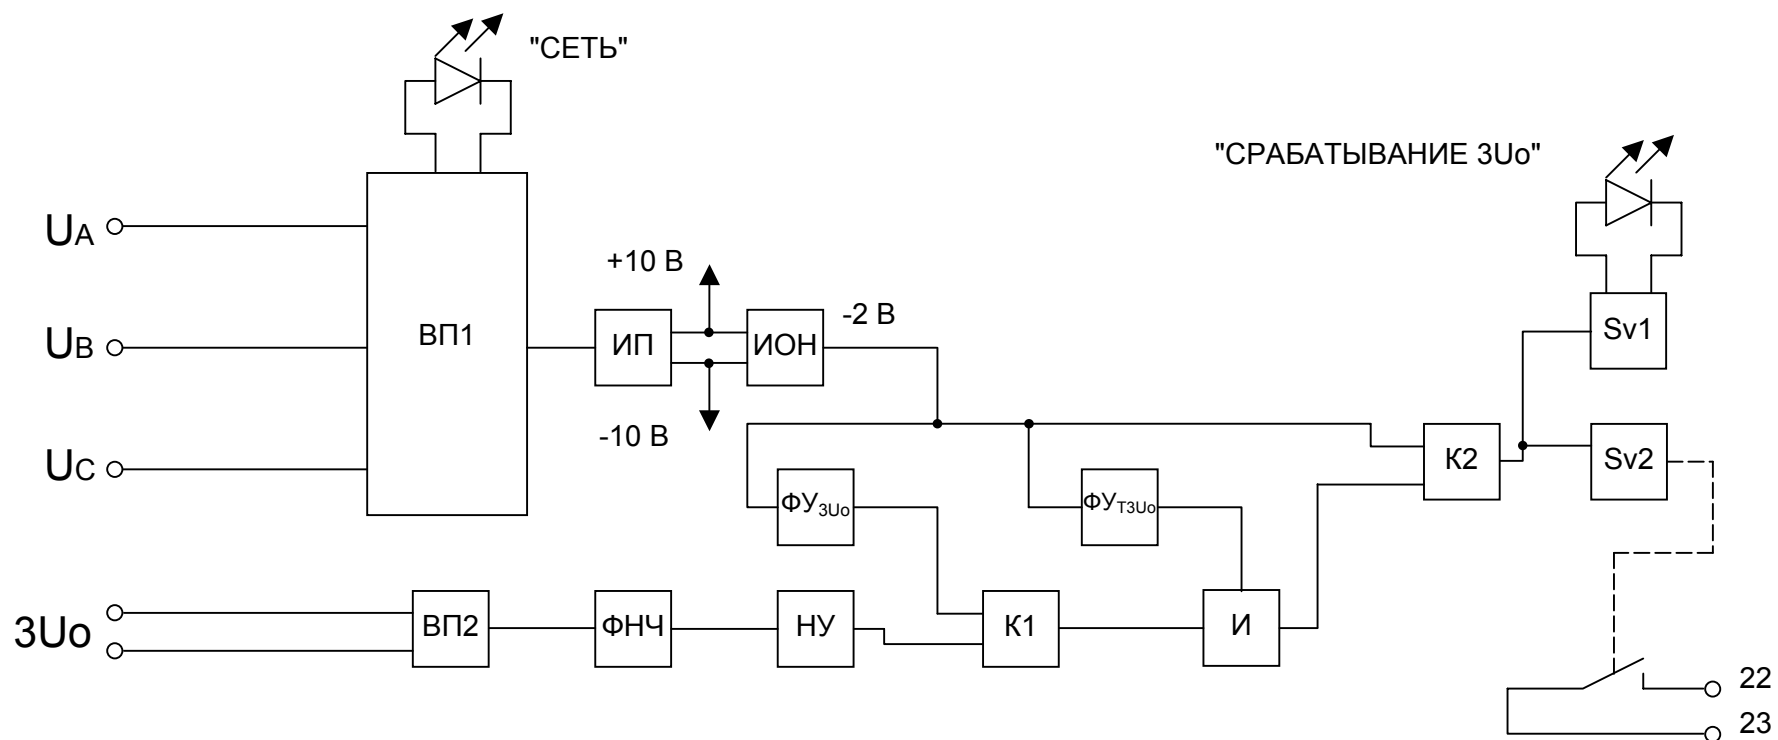 "СЕТЬ"
"СРАБАТЫВАНИЕ 3Uo"
UA
+10 В
-2 В
UB
ВП1
ИП
ИОН
Sv1
-10 В
UC
К2
Sv2
ФУ3Uo
ФУТ3Uo
3Uo
ВП2
ФНЧ
НУ
К1
И
22
23